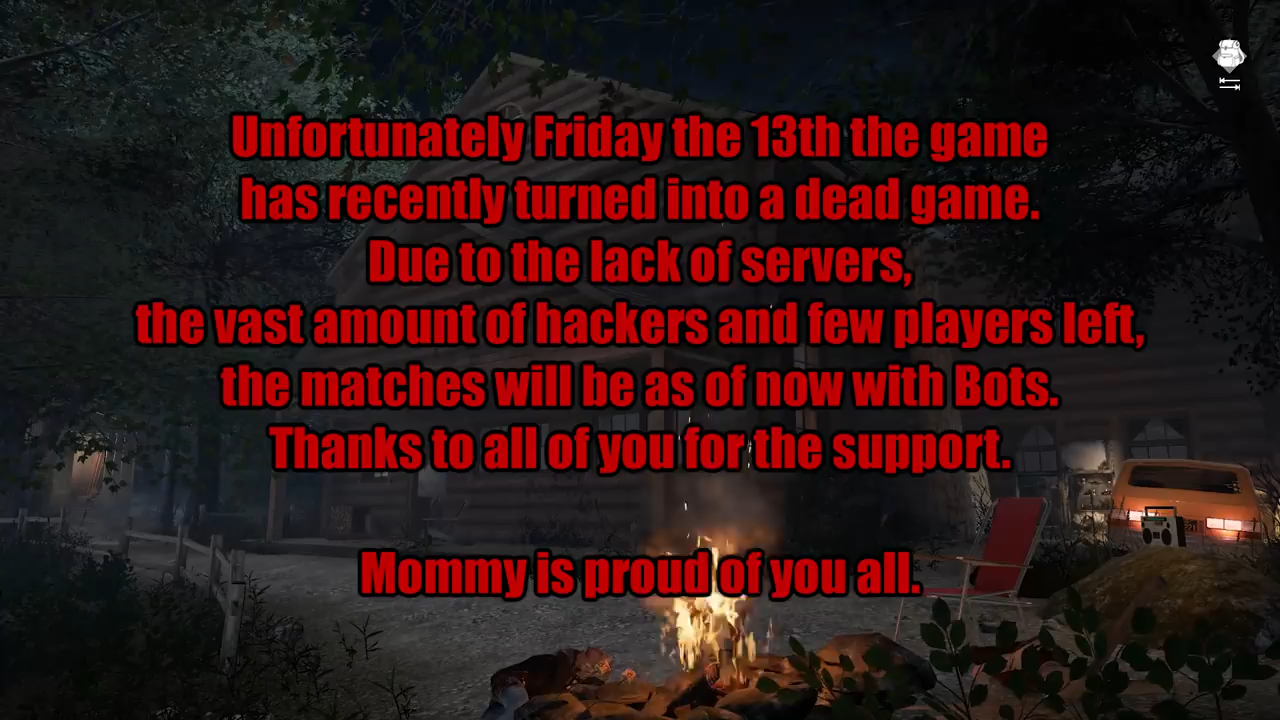 Unfortunately Friday the 13th the game
has recently turned into a dead game.
Due to the lack of servers,
the vast amount of hackers and few players left,
the matches will be as of now with Bots.
Thanks to all of you for the support.
Mommy is proud of you all.